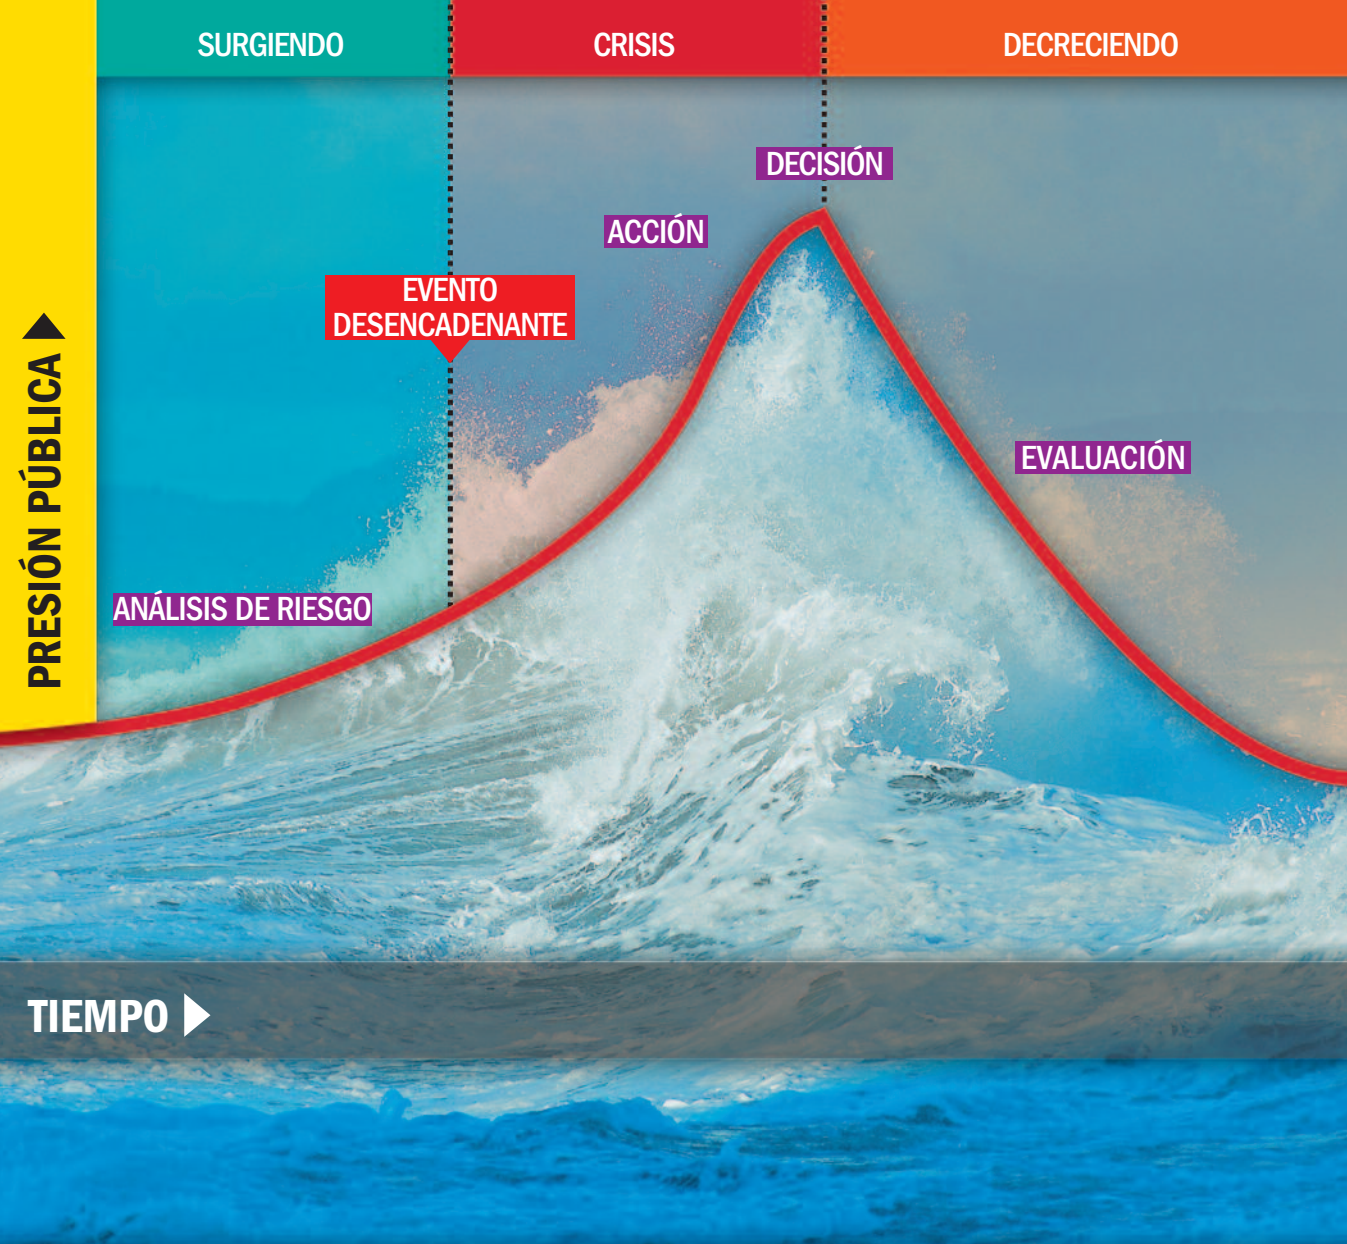 SURGIENDO
CRISIS
DECRECIENDO
DECISIÓN
ACCIÓN
EVENTO
DESENCADENANTE
EVALUACIÓN
ANÁLISIS DE RIESGO
PRESIÓN PÚBLICA
TIEMPO